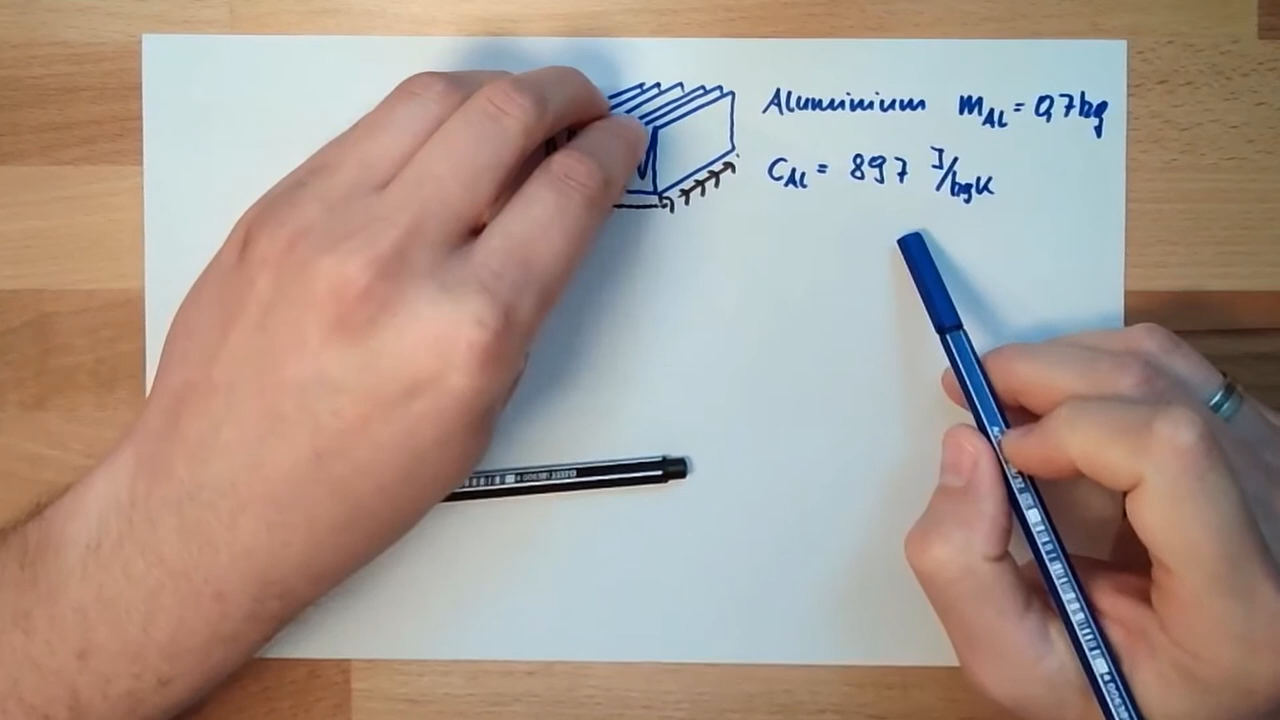 Aluminium m_AL = 0,7 kg
C_AL = 897 J/kgK